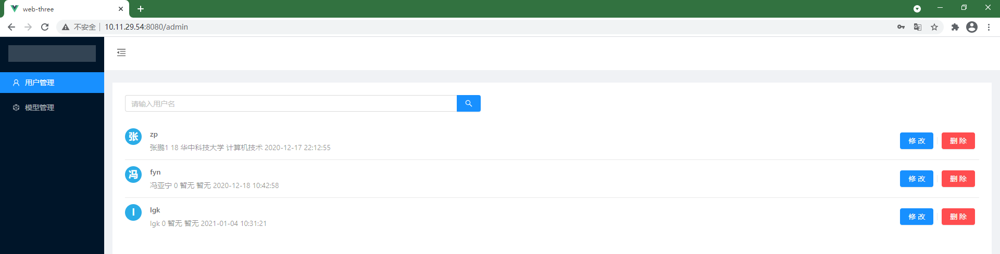 web-three
不安全 10.11.29.54:8080/admin
用户管理
模型管理
请输入用户名
张 zp
张鹏1 18 华中科技大学 计算机技术 2020-12-17 22:12:55
修 改 删 除
冯 fyn
冯亚宁 0 暂无 暂无 2020-12-18 10:42:58
修 改 删 除
l lgk
lgk 0 暂无 暂无 2021-01-04 10:31:21
修 改 删 除